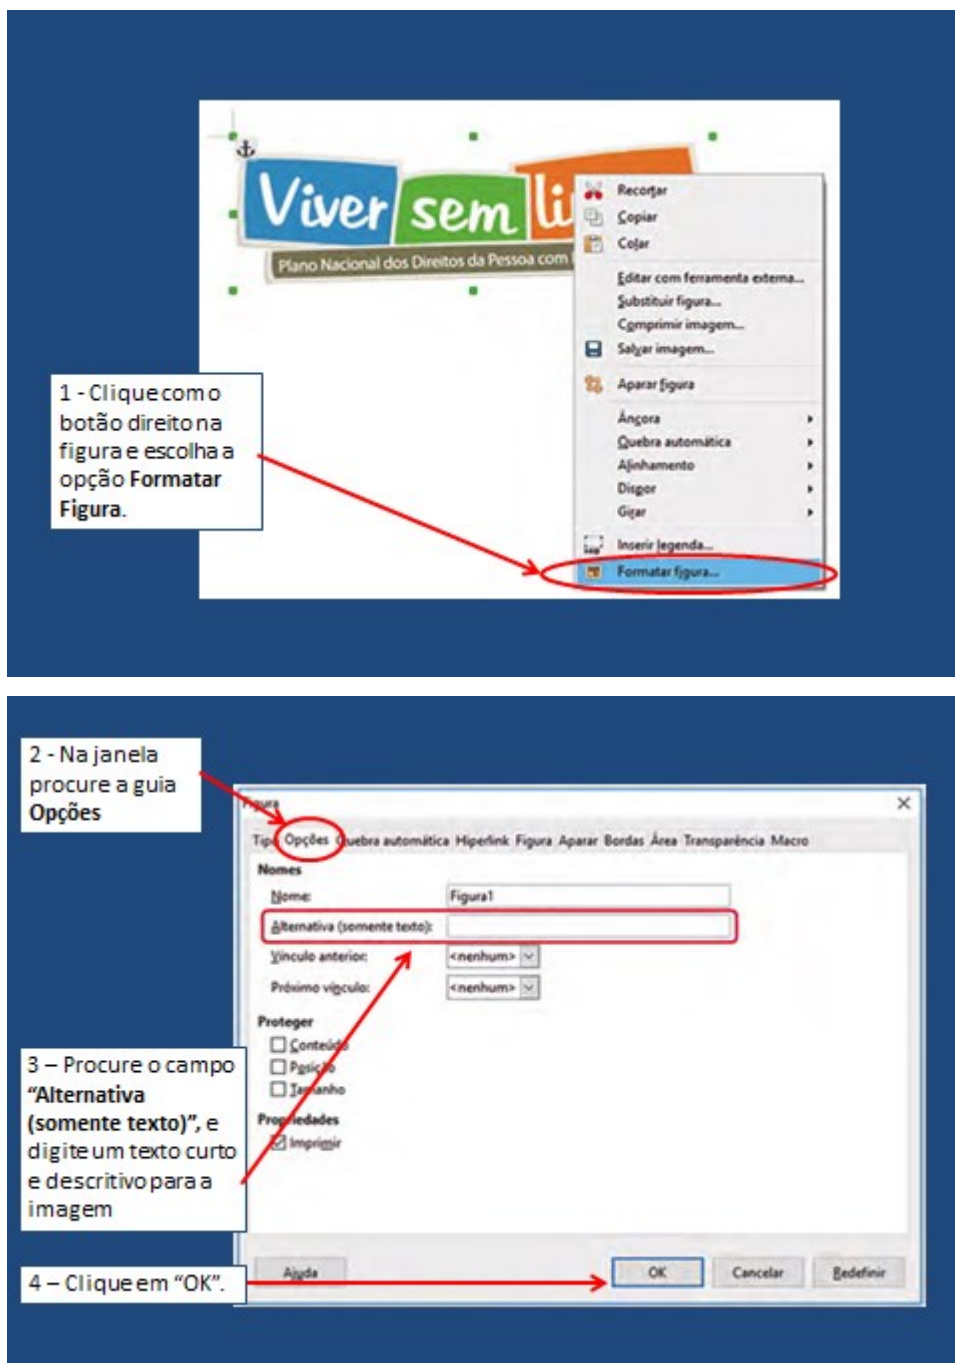 Viver sem
Plano Nacional dos Direitos da Pessoa com
Recortar
Copiar
Colar
Editar com ferramenta externa...
Substituir figura...
Comprimir imagem...
Salvar imagem...
Aparar figura
Âncora
Quebra automática
Alinhamento
Dispor
Girar
Inserir legenda...
Formatar figura...
1 - Clique com o
botão direito na
figura e escolha a
opção Formatar
Figura.
2 - Na janela
procure a guia
Opções
Figura
Tipo Opções Quebra automática Hiperlink Figura Aparar Bordas Área Transparência Macro
Nomes
Nome: Figura1
Alternativa (somente texto):
Vínculo anterior: <nenhum>
Próximo vínculo: <nenhum>
Proteger
Conteúdo
Posição
Tamanho
Propriedades
Imprimir
3 – Procure o campo
“Alternativa
(somente texto)”, e
digite um texto curto
e descritivo para a
imagem
4 – Clique em “OK”.
Ajuda OK Cancelar Redefinir